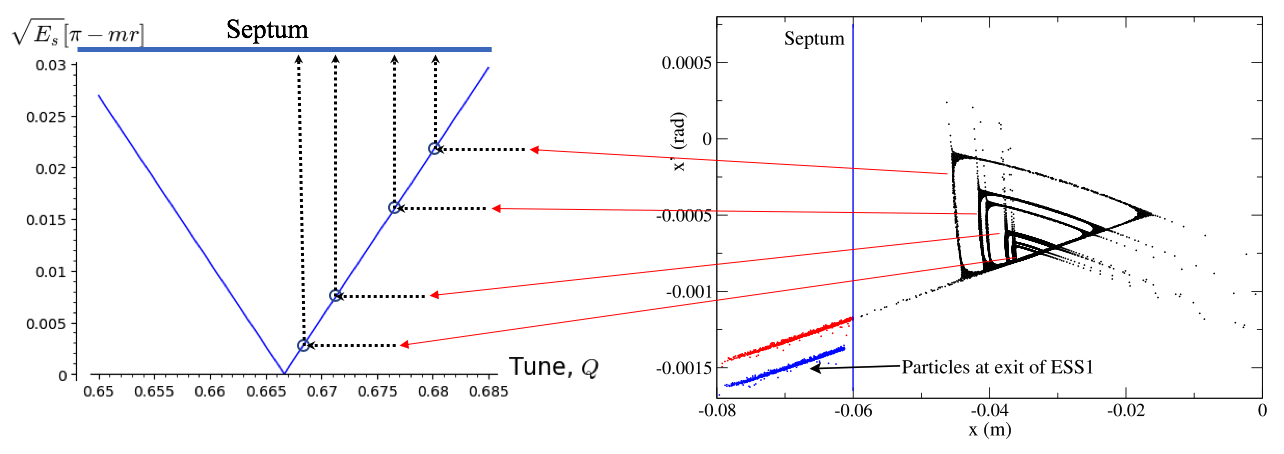 √E_s [π − mr]
Septum
0.03
0.025
0.02
0.015
0.01
0.005
0
0.65 0.655 0.66 0.665 0.67 0.675 0.68 0.685
Tune, Q
Septum
0.0005
0
-0.0005
-0.001
-0.0015
x' (rad)
Particles at exit of ESS1
-0.08 -0.06 -0.04 -0.02 0
x (m)